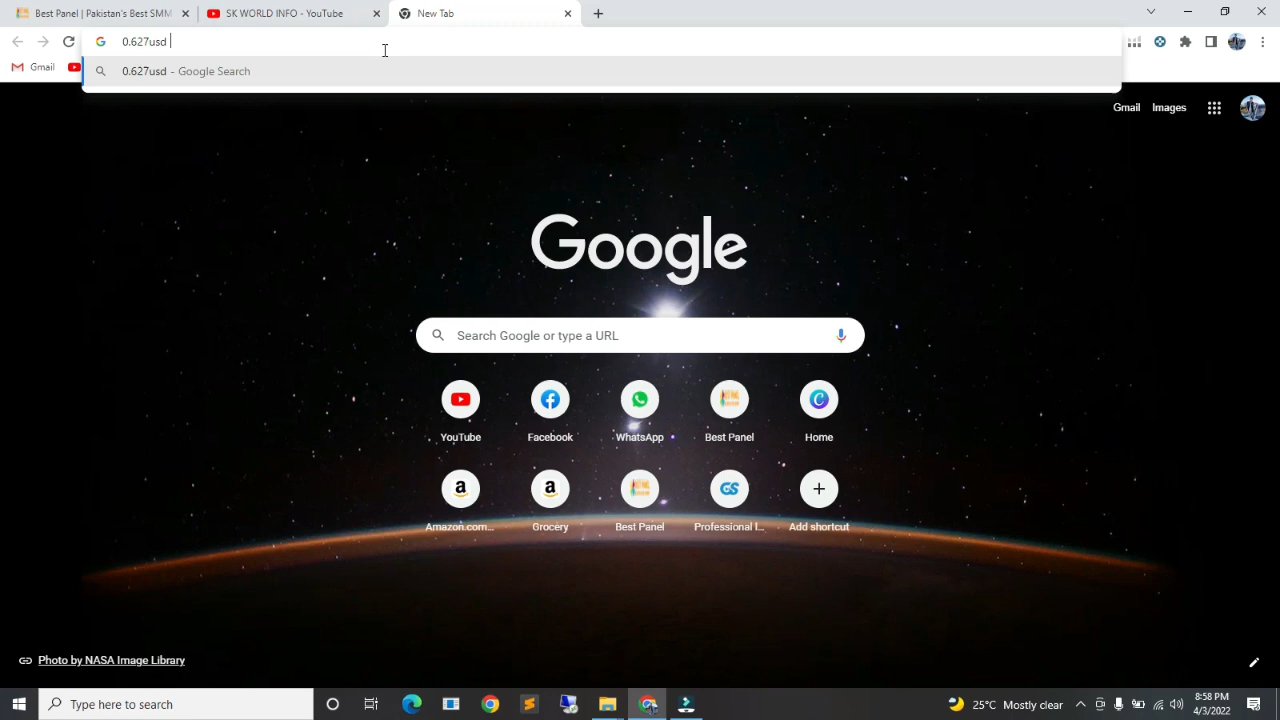 Best Panel | Pakistan's Best SMM
SK WORLD INFO - YouTube
New Tab
0.627usd
Gmail
0.627usd - Google Search
Gmail
Images
Google
Search Google or type a URL
YouTube
Facebook
WhatsApp
Best Panel
Home
Amazon.com...
Grocery
Best Panel
Professional l...
Add shortcut
Photo by NASA Image Library
Type here to search
25°C Mostly clear
8:58 PM
4/3/2022